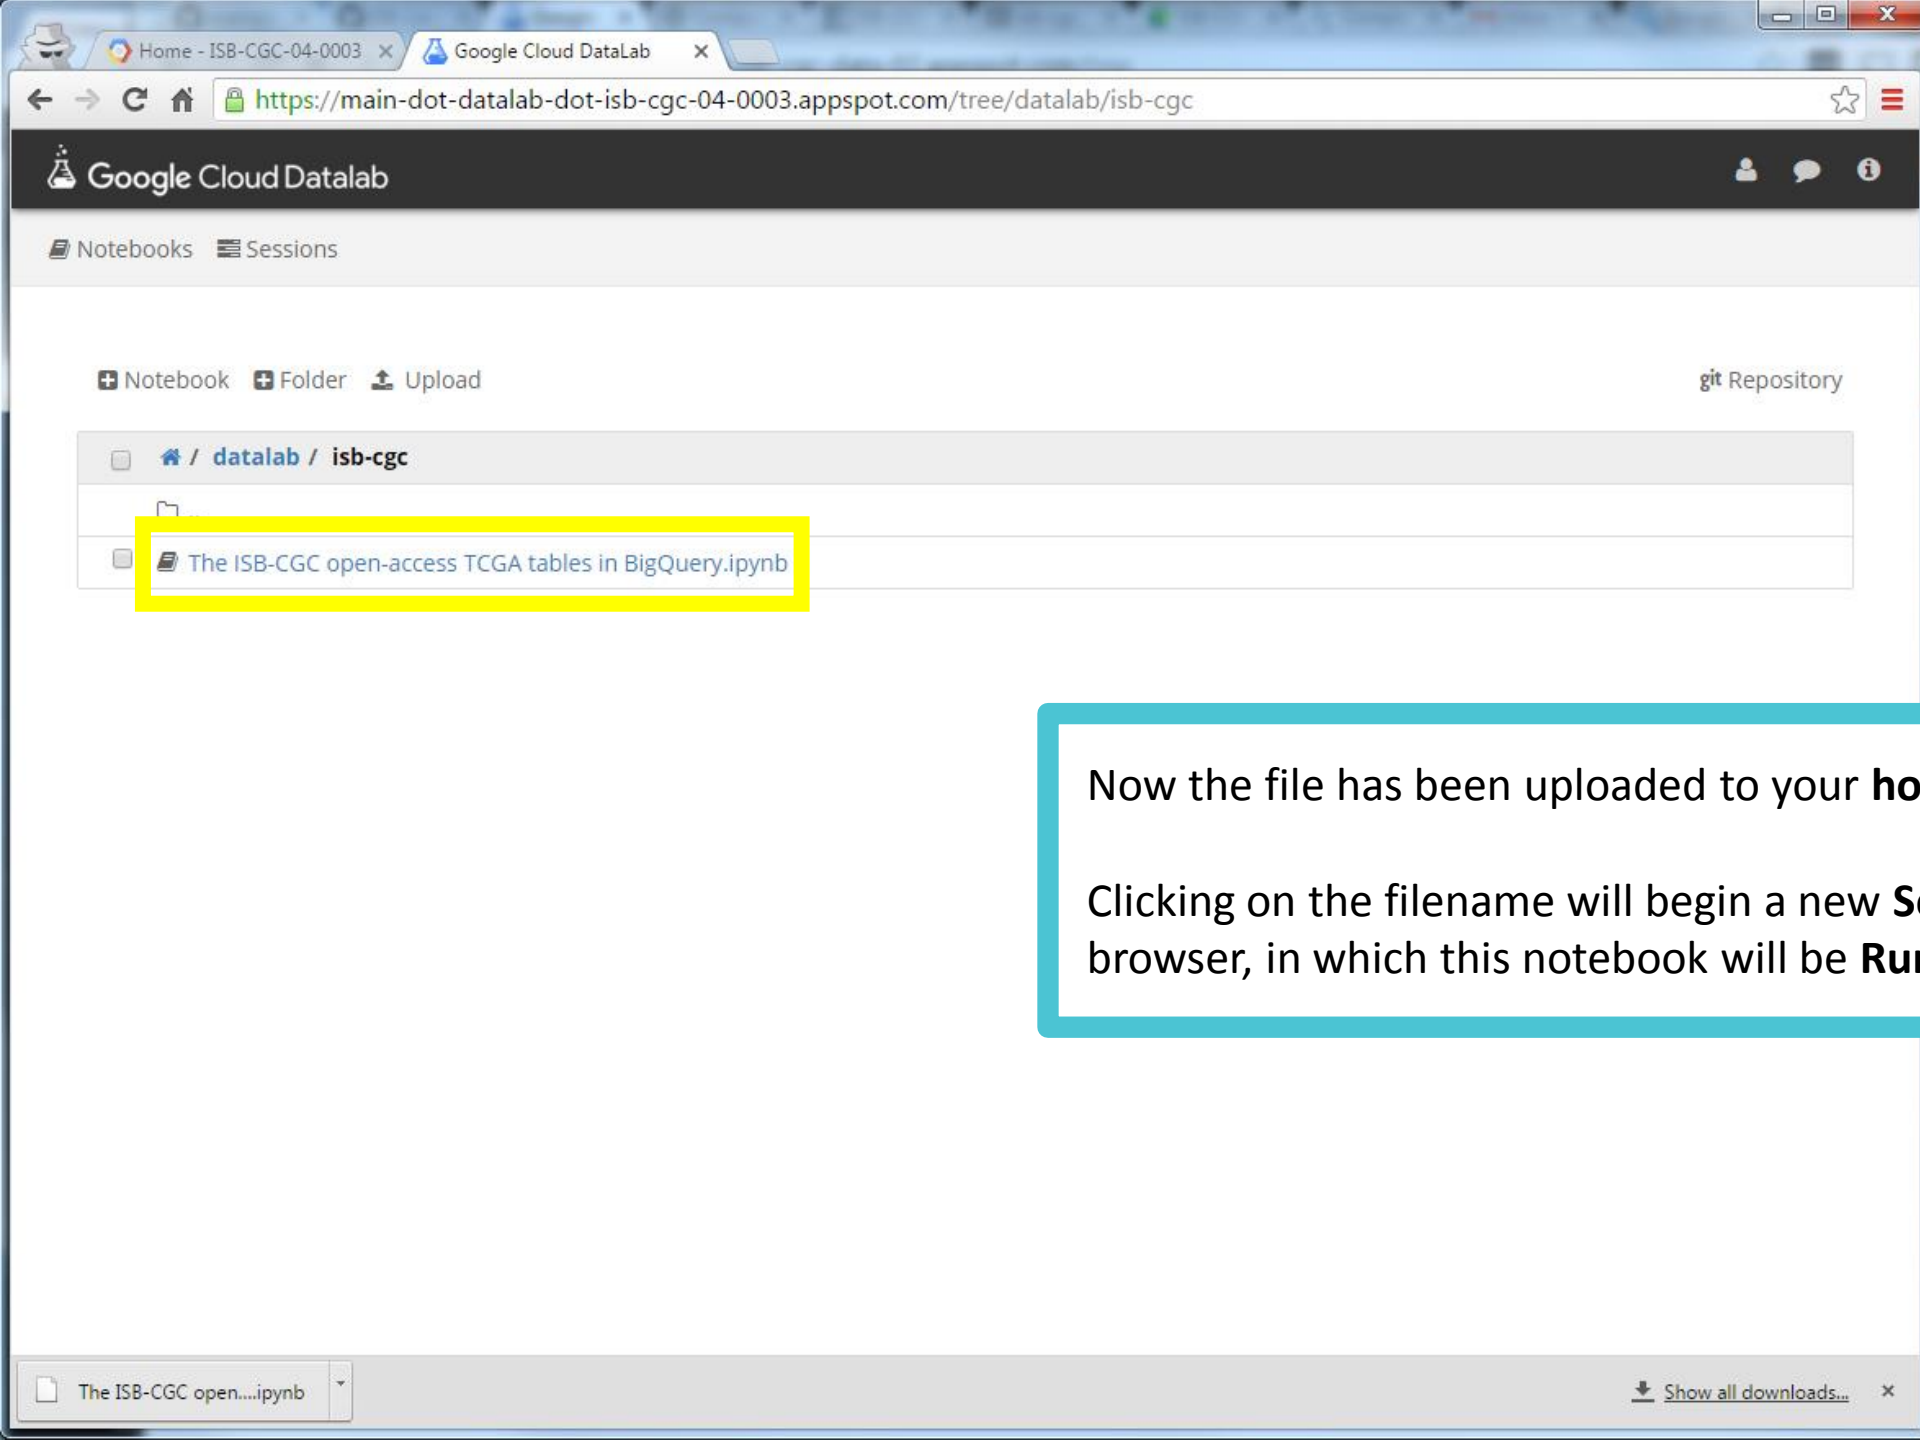 Home - ISB-CGC-04-0003
Google Cloud DataLab
https://main-dot-datalab-dot-isb-cgc-04-0003.appspot.com/tree/datalab/isb-cgc
Google Cloud Datalab
Notebooks Sessions
Notebook Folder Upload
git Repository
/ datalab / isb-cgc
..
The ISB-CGC open-access TCGA tables in BigQuery.ipynb
Now the file has been uploaded to your
Clicking on the filename will begin a new
browser, in which this notebook will be
The ISB-CGC open....ipynb
Show all downloads...